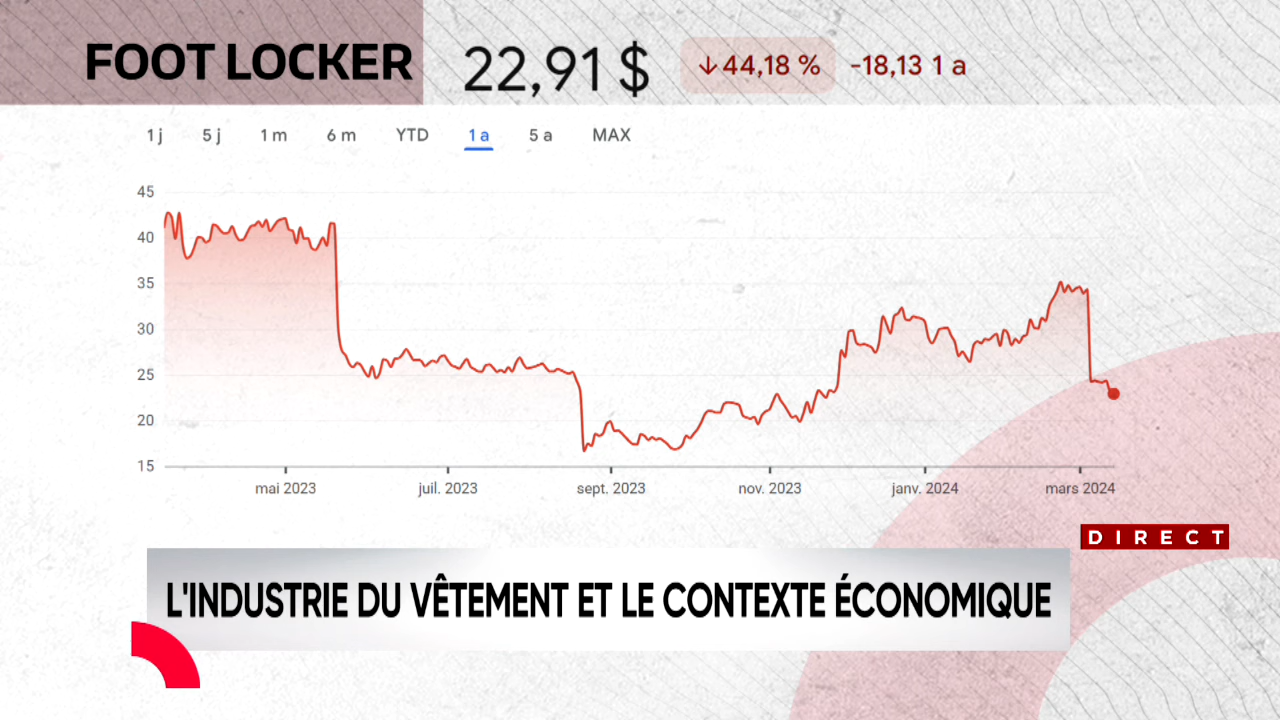 FOOT LOCKER
22,91 $ ↓44,18 % -18,13 1 a
1 j 5 j 1 m 6 m YTD 1 a 5 a MAX
45
40
35
30
25
20
15
mai 2023 juil. 2023 sept. 2023 nov. 2023 janv. 2024 mars 2024
DIRECT
L'INDUSTRIE DU VÊTEMENT ET LE CONTEXTE ÉCONOMIQUE